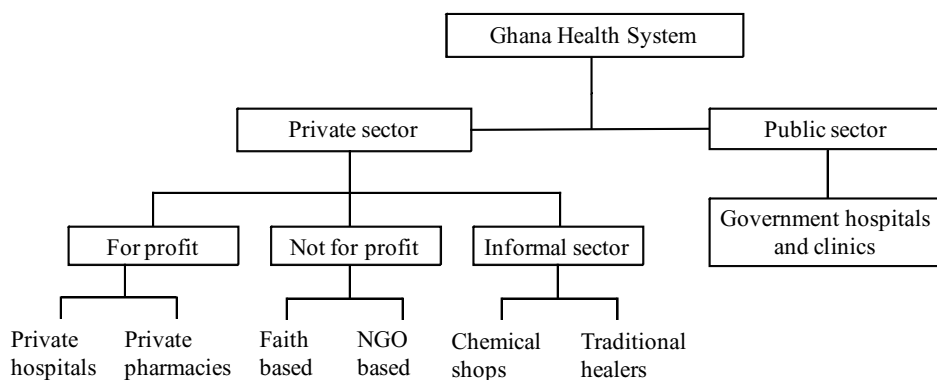 Ghana Health System
Private sector
Public sector
Government hospitals
and clinics
For profit
Not for profit
Informal sector
Private
hospitals
Private
pharmacies
Faith
based
NGO
based
Chemical
shops
Traditional
healers